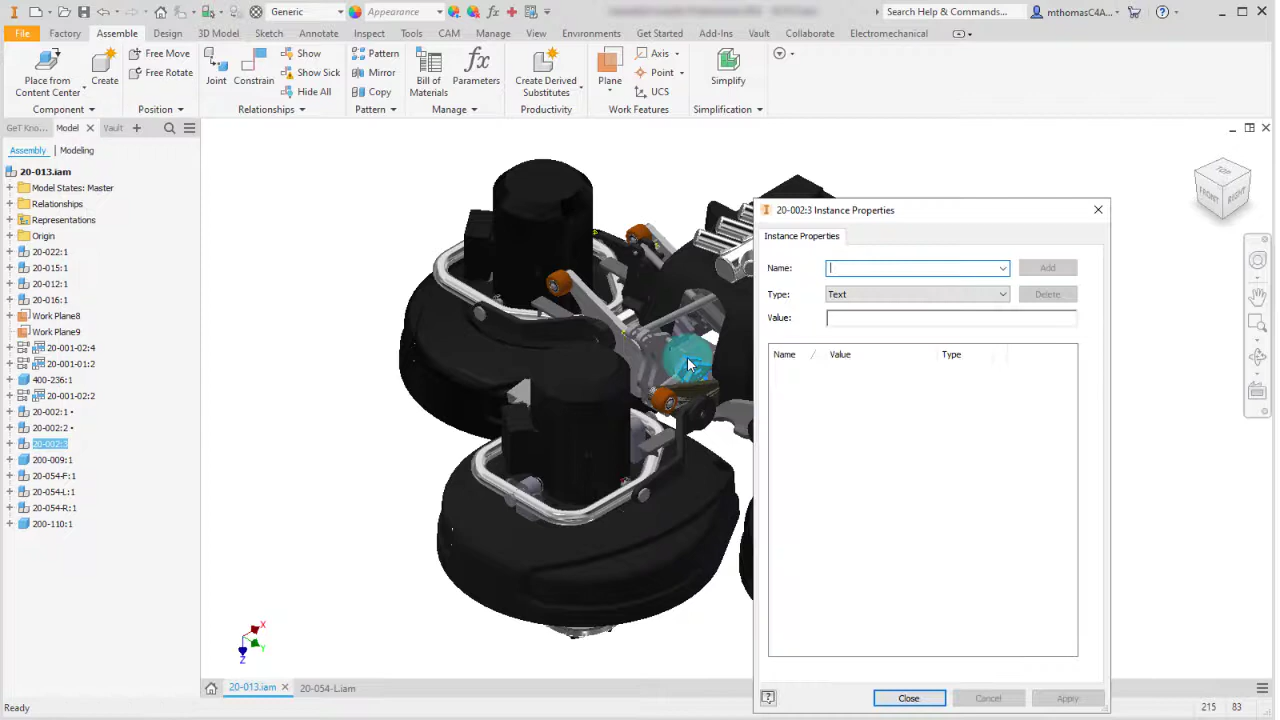 Generic
Appearance
Search Help & Commands...
mthomasC4A...
File
Factory
Assemble
Design
3D Model
Sketch
Annotate
Inspect
Tools
CAM
Manage
View
Environments
Get Started
Add-Ins
Vault
Collaborate
Electromechanical
Place from
Content Center
Create
Free Move
Free Rotate
Joint
Constrain
Show
Show Sick
Hide All
Pattern
Mirror
Copy
Bill of
Materials
fx
Parameters
Create Derived
Substitutes
Plane
Axis
Point
UCS
Simplify
Component
Position
Relationships
Pattern
Manage
Productivity
Work Features
Simplification
GeT Kno...
Model
Vault
Assembly
Modeling
20-013.iam
Model States: Master
Relationships
Representations
Origin
20-022:1
20-015:1
20-012:1
20-016:1
Work Plane8
Work Plane9
20-001-02:4
20-001-01:2
400-236:1
20-001-02:2
20-002:1
20-002:2
20-002:3
200-009:1
20-054-F:1
20-054-L:1
20-054-R:1
200-110:1
TOP
FRONT
RIGHT
20-002:3 Instance Properties
Instance Properties
Name:
Add
Type:
Text
Delete
Value:
Name
Value
Type
Close
Cancel
Apply
X
Y
Z
20-013.iam
20-054-L.iam
Ready
215
83